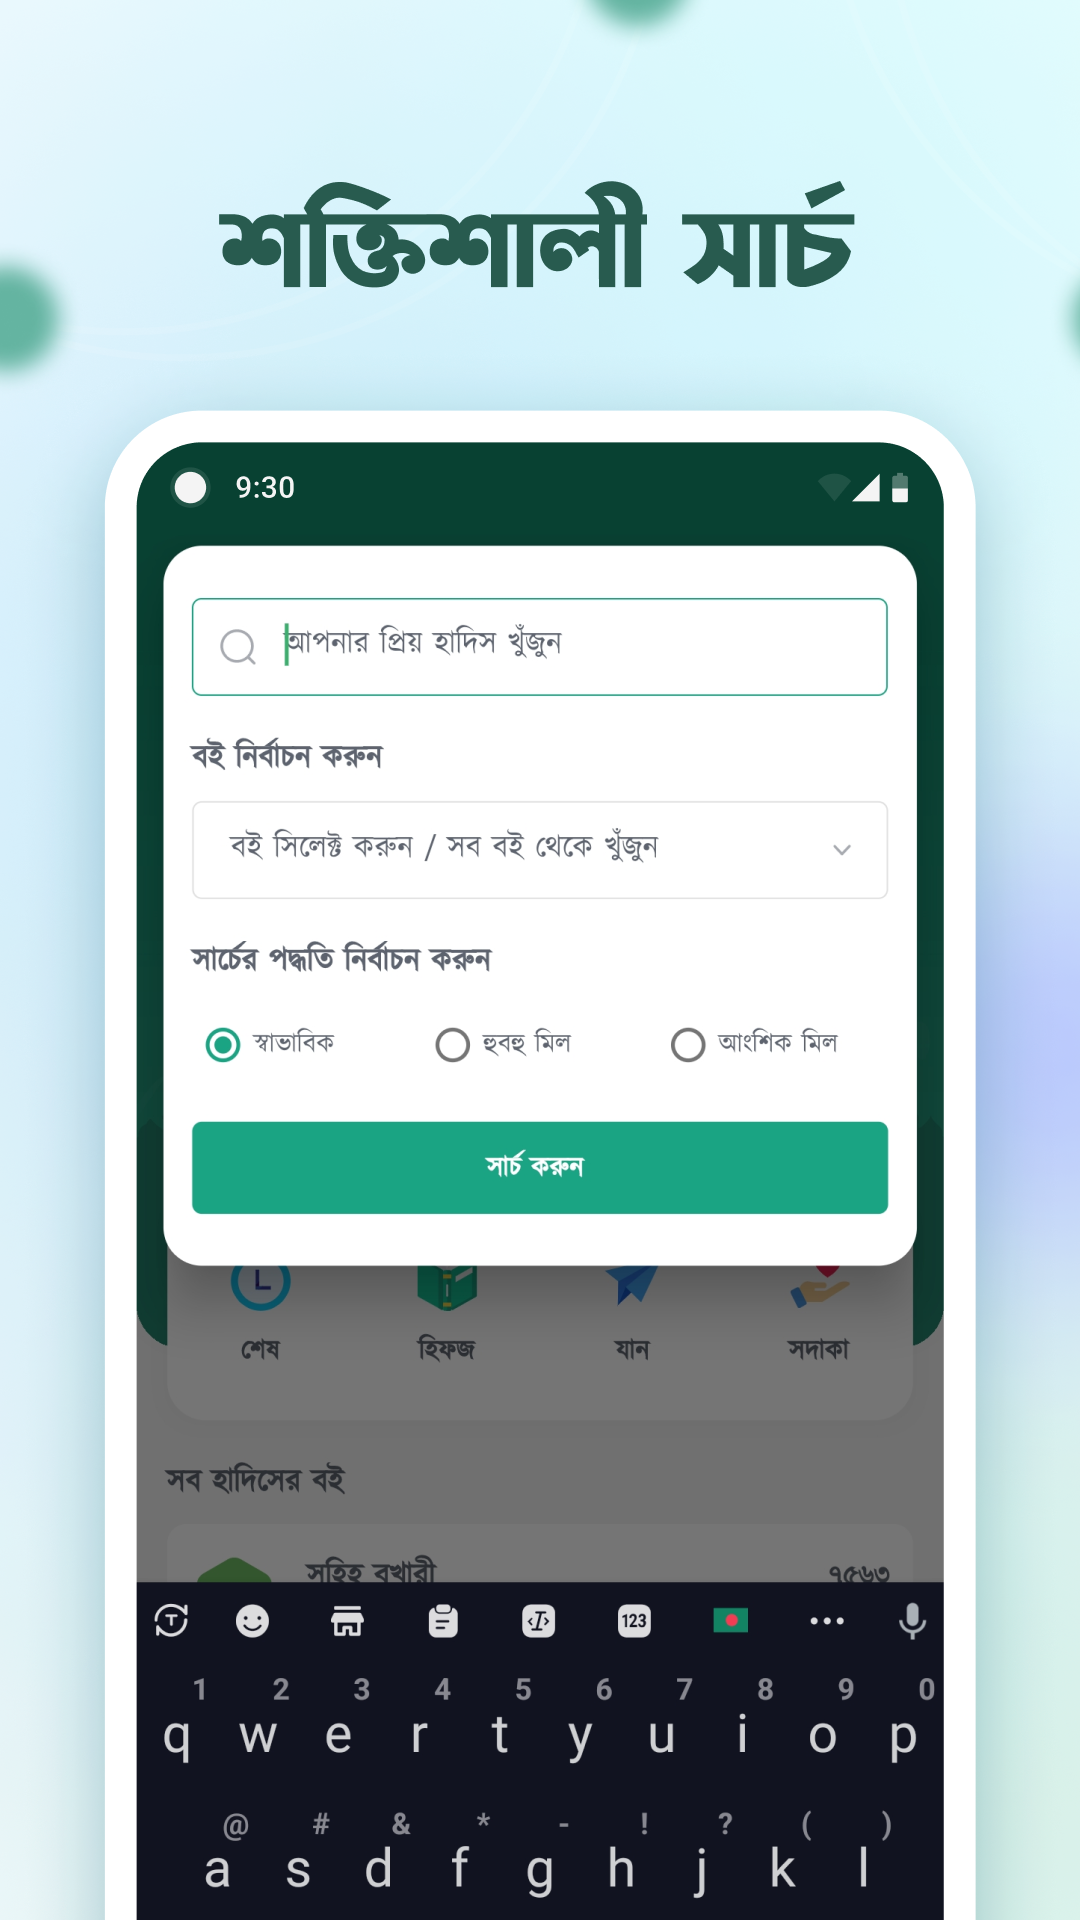 শক্তিশালী সার্চ
9:30
আপনার প্রিয় হাদিস খুঁজুন
বই নির্বাচন করুন
বই সিলেক্ট করুন / সব বই থেকে খুঁজুন
সার্চের পদ্ধতি নির্বাচন করুন
স্বাভাবিক হুবহু মিল আংশিক মিল
সার্চ করুন
শেষ হিফজ যান সদাকা
সব হাদিসের বই
সহিহ বুখারী ৭৫৬৩
T T 123
1 2 3 4 5 6 7 8 9 0
q w e r t y u i o p
@ # & * - ! ? ( )
a s d f g h j k l